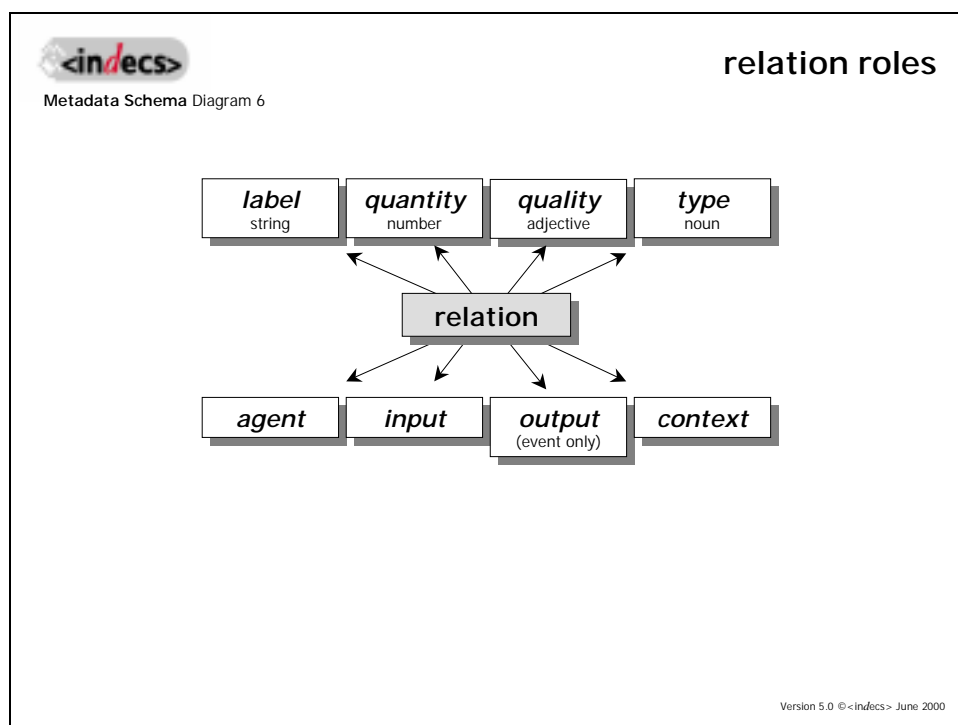 <indecs>
relation roles
Metadata Schema Diagram 6
label quantity quality type
string number adjective noun
relation
agent input output context
(event only)
Version 5.0 ©<indecs> June 2000